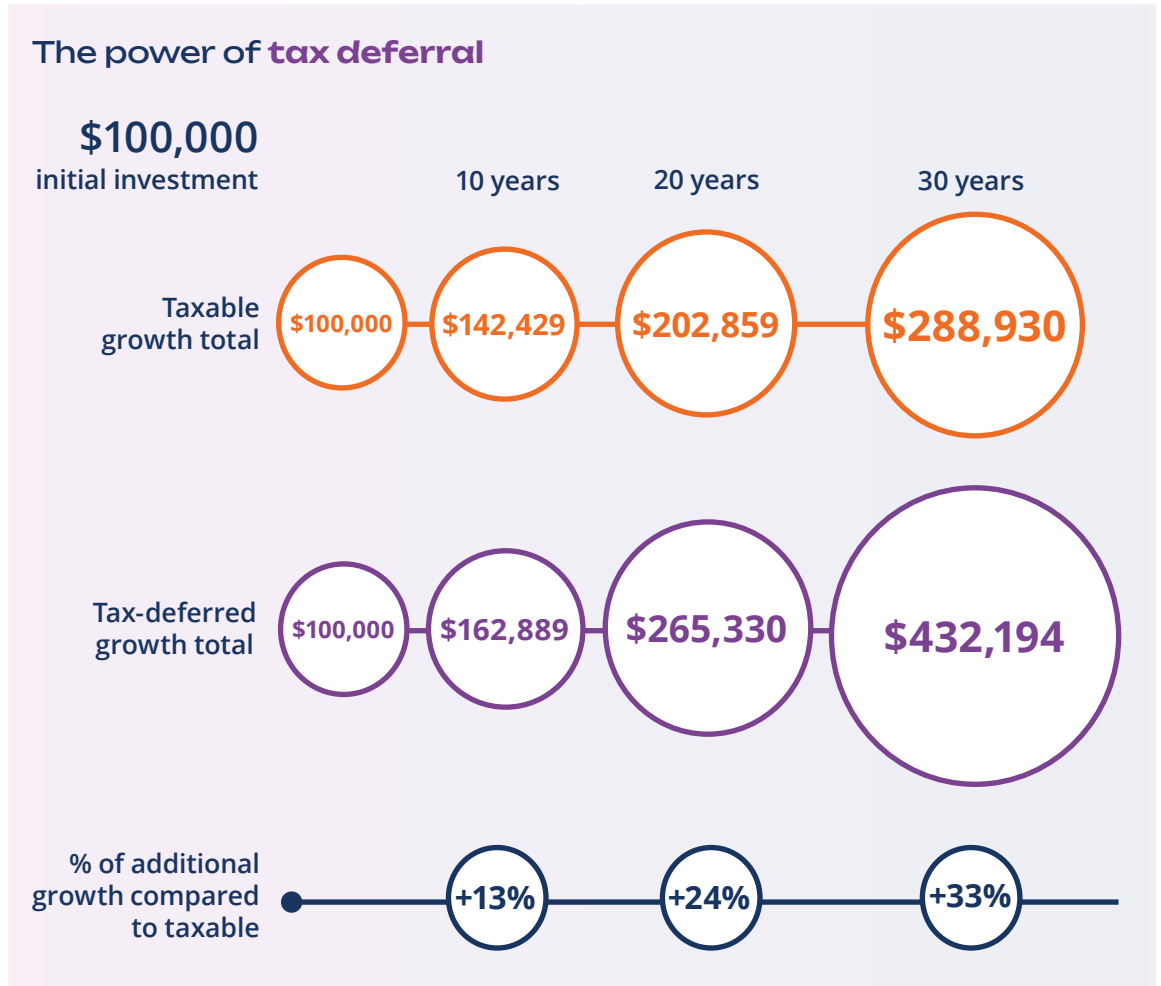 The power of tax deferral
$100,000
initial investment
10 years
20 years
30 years
Taxable
growth total
$100,000
$142,429
$202,859
$288,930
Tax-deferred
growth total
$100,000
$162,889
$265,330
$432,194
% of additional
growth compared
to taxable
+13%
+24%
+33%